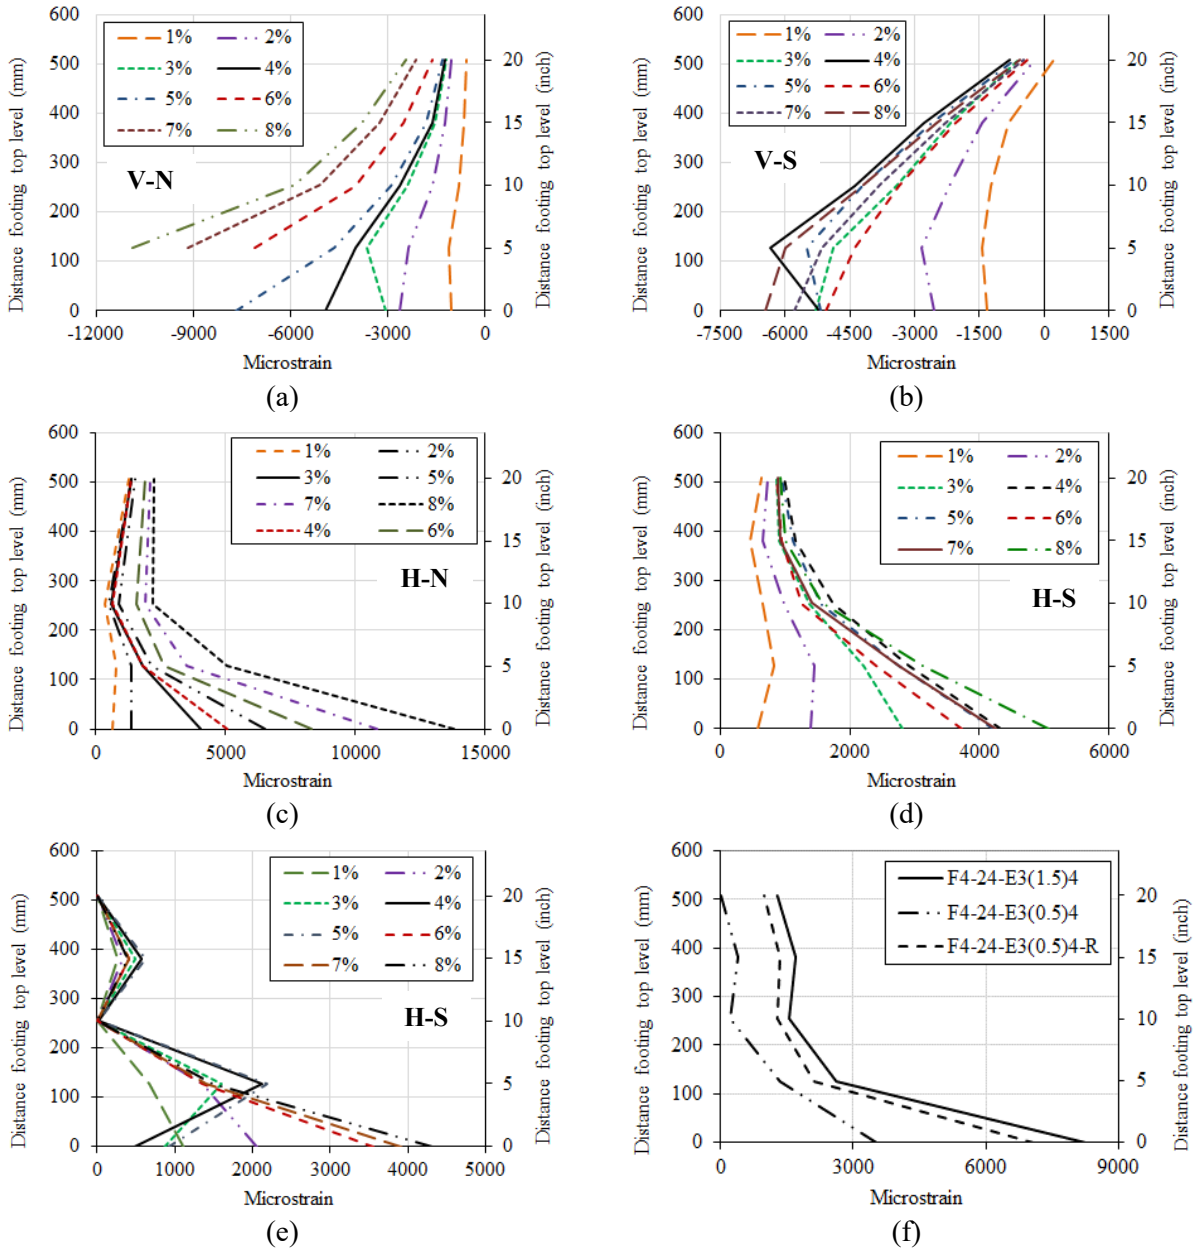 600
500
400
300
200
100
0
Distance footing top level (mm)
1% 2%
3% 4%
5% 6%
7% 8%
V-N
20
15
10
5
0
Distance footing top level (inch)
-12000 -9000 -6000 -3000 0
Microstrain
(a)
600
500
400
300
200
100
0
Distance footing top level (mm)
1% 2%
3% 4%
5% 6%
7% 8%
V-S
20
15
10
5
0
Distance footing top level (inch)
-7500 -6000 -4500 -3000 -1500 0 1500
Microstrain
(b)
600
500
400
300
200
100
0
Distance footing top level (mm)
1% 2%
3% 5%
7% 8%
4% 6%
H-N
20
15
10
5
0
Distance footing top level (inch)
0 5000 10000 15000
Microstrain
(c)
600
500
400
300
200
100
0
Distance footing top level (mm)
1% 2%
3% 4%
5% 6%
7% 8%
H-S
20
15
10
5
0
Distance footing top level (inch)
0 2000 4000 6000
Microstrain
(d)
600
500
400
300
200
100
0
Distance footing top level (mm)
1% 2%
3% 4%
5% 6%
7% 8%
H-S
20
15
10
5
0
Distance footing top level (inch)
0 1000 2000 3000 4000 5000
Microstrain
(e)
600
500
400
300
200
100
0
Distance footing top level (mm)
F4-24-E3(1.5)4
F4-24-E3(0.5)4
F4-24-E3(0.5)4-R
20
15
10
5
0
Distance footing top level (inch)
0 3000 6000 9000
Microstrain
(f)